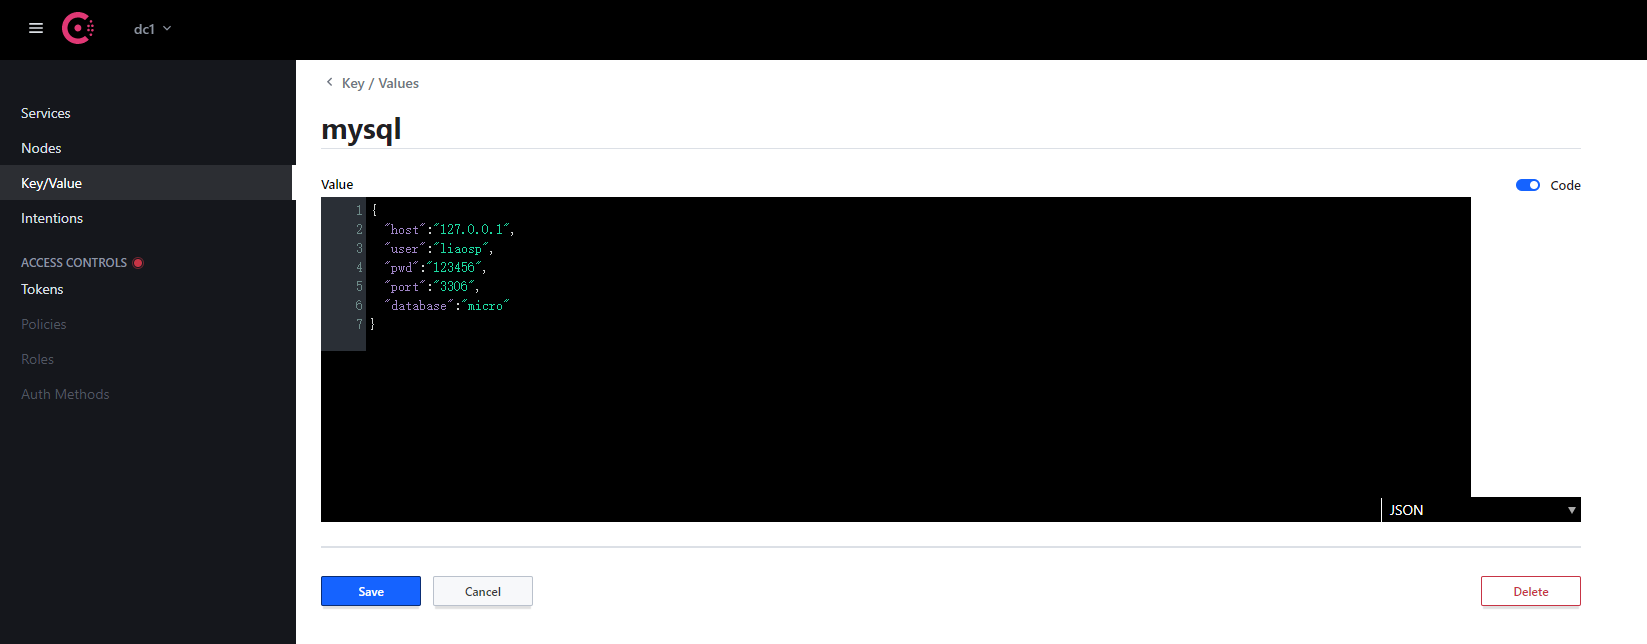 dc1
Services
Nodes
Key/Value
Intentions
ACCESS CONTROLS
Tokens
Policies
Roles
Auth Methods
Key / Values
mysql
Value
Code
1 {
2 "host":"127.0.0.1",
3 "user":"liaosp",
4 "pwd":"123456",
5 "port":"3306",
6 "database":"micro"
7 }
JSON
Save
Cancel
Delete